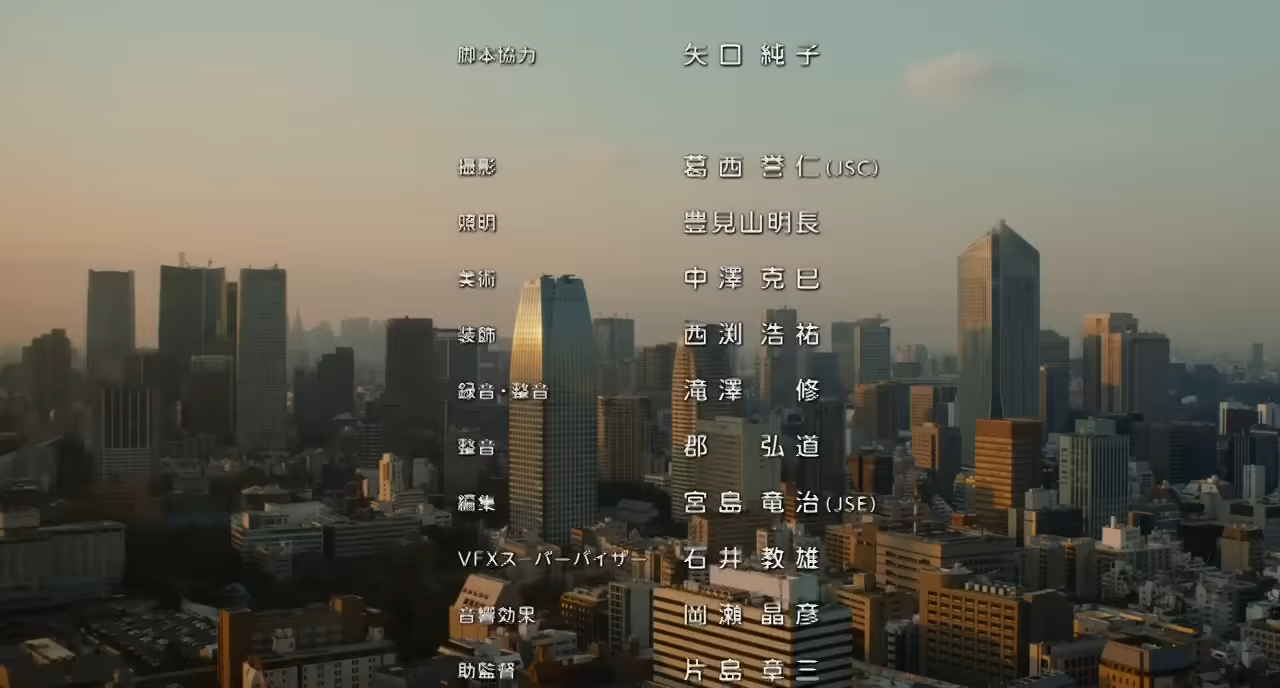 脚本協力 矢口 純子
撮影 葛西 誉仁(JSC)
照明 豊見山明長
美術 中澤 克巳
装飾 西渕 浩祐
録音・整音 滝澤 修
整音 郡 弘道
編集 宮島 竜治(JSE)
VFXスーパーバイザー 石井 教雄
音響効果 岡瀬 晶彦
助監督 片島 章三